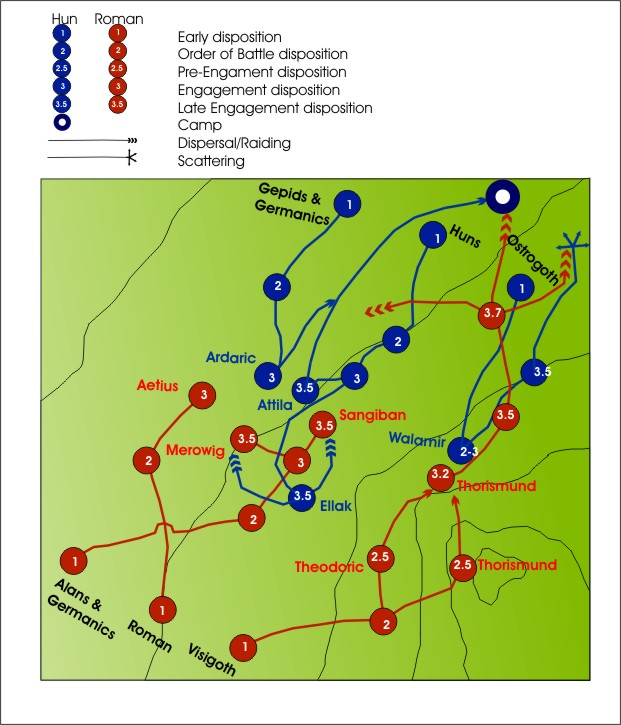 Hun Roman
1 1 Early disposition
2 2 Order of Battle disposition
2.5 2.5 Pre-Engament disposition
3 3 Engagement disposition
3.5 3.5 Late Engagement disposition
Camp
Dispersal/Raiding
Scattering
Gepids &
Germanics
1
1
Huns
Ostrogoth
2
1
3.7
2
Ardaric
3
3.5
3
3.5
Attila
Aetius
3
Sangiban
3.5
3.5
3.5
Merowig
Walamir
2-3
2
3
3.2
Thorismund
3.5
Ellak
2
Theodoric
2.5
2.5
Thorismund
1
Alans &
Germanics
1
Roman
2
Visigoth
1